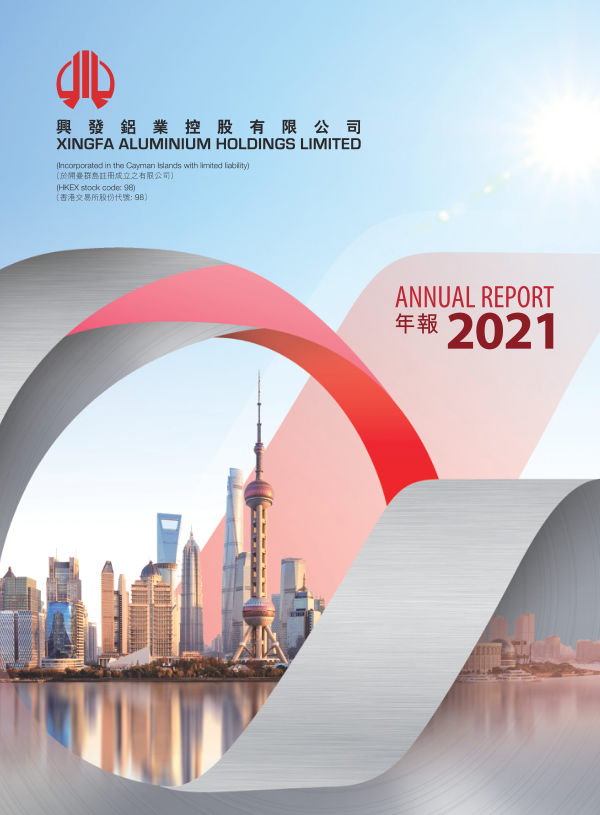 興發鋁業控股有限公司
XINGFA ALUMINIUM HOLDINGS LIMITED
(Incorporated in the Cayman Islands with limited liability)
(於開曼群島註冊成立之有限公司)
(HKEX stock code: 98)
(香港交易所股份代號: 98)
ANNUAL REPORT
年報 2021